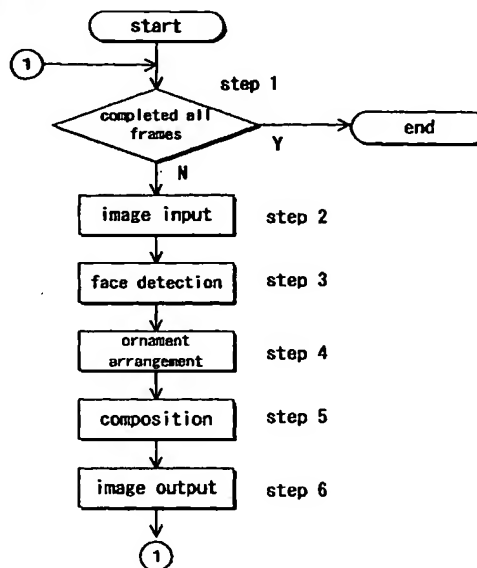 start
1
step 1
completed all
frames
Y
end
N
image input
step 2
face detection
step 3
ornament
arrangement
step 4
composition
step 5
image output
step 6
1